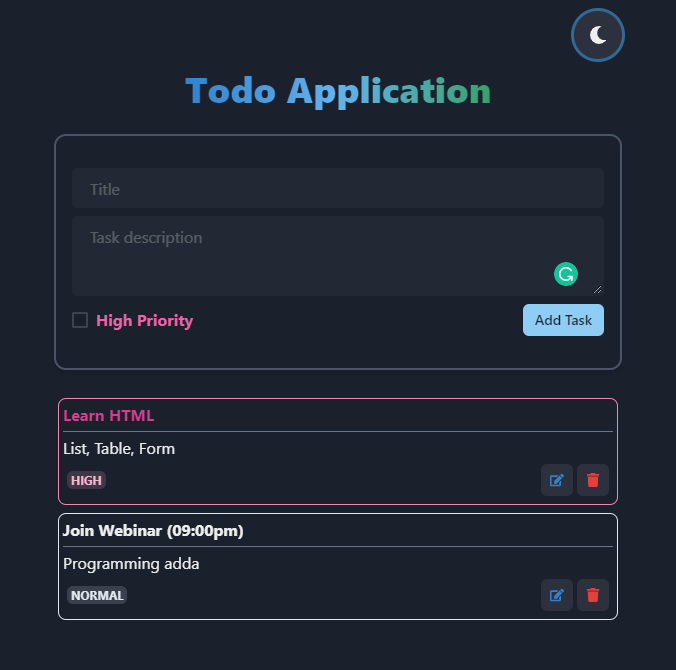 Todo Application
Title
Task description
High Priority
Add Task
Learn HTML
List, Table, Form
HIGH
Join Webinar (09:00pm)
Programming adda
NORMAL